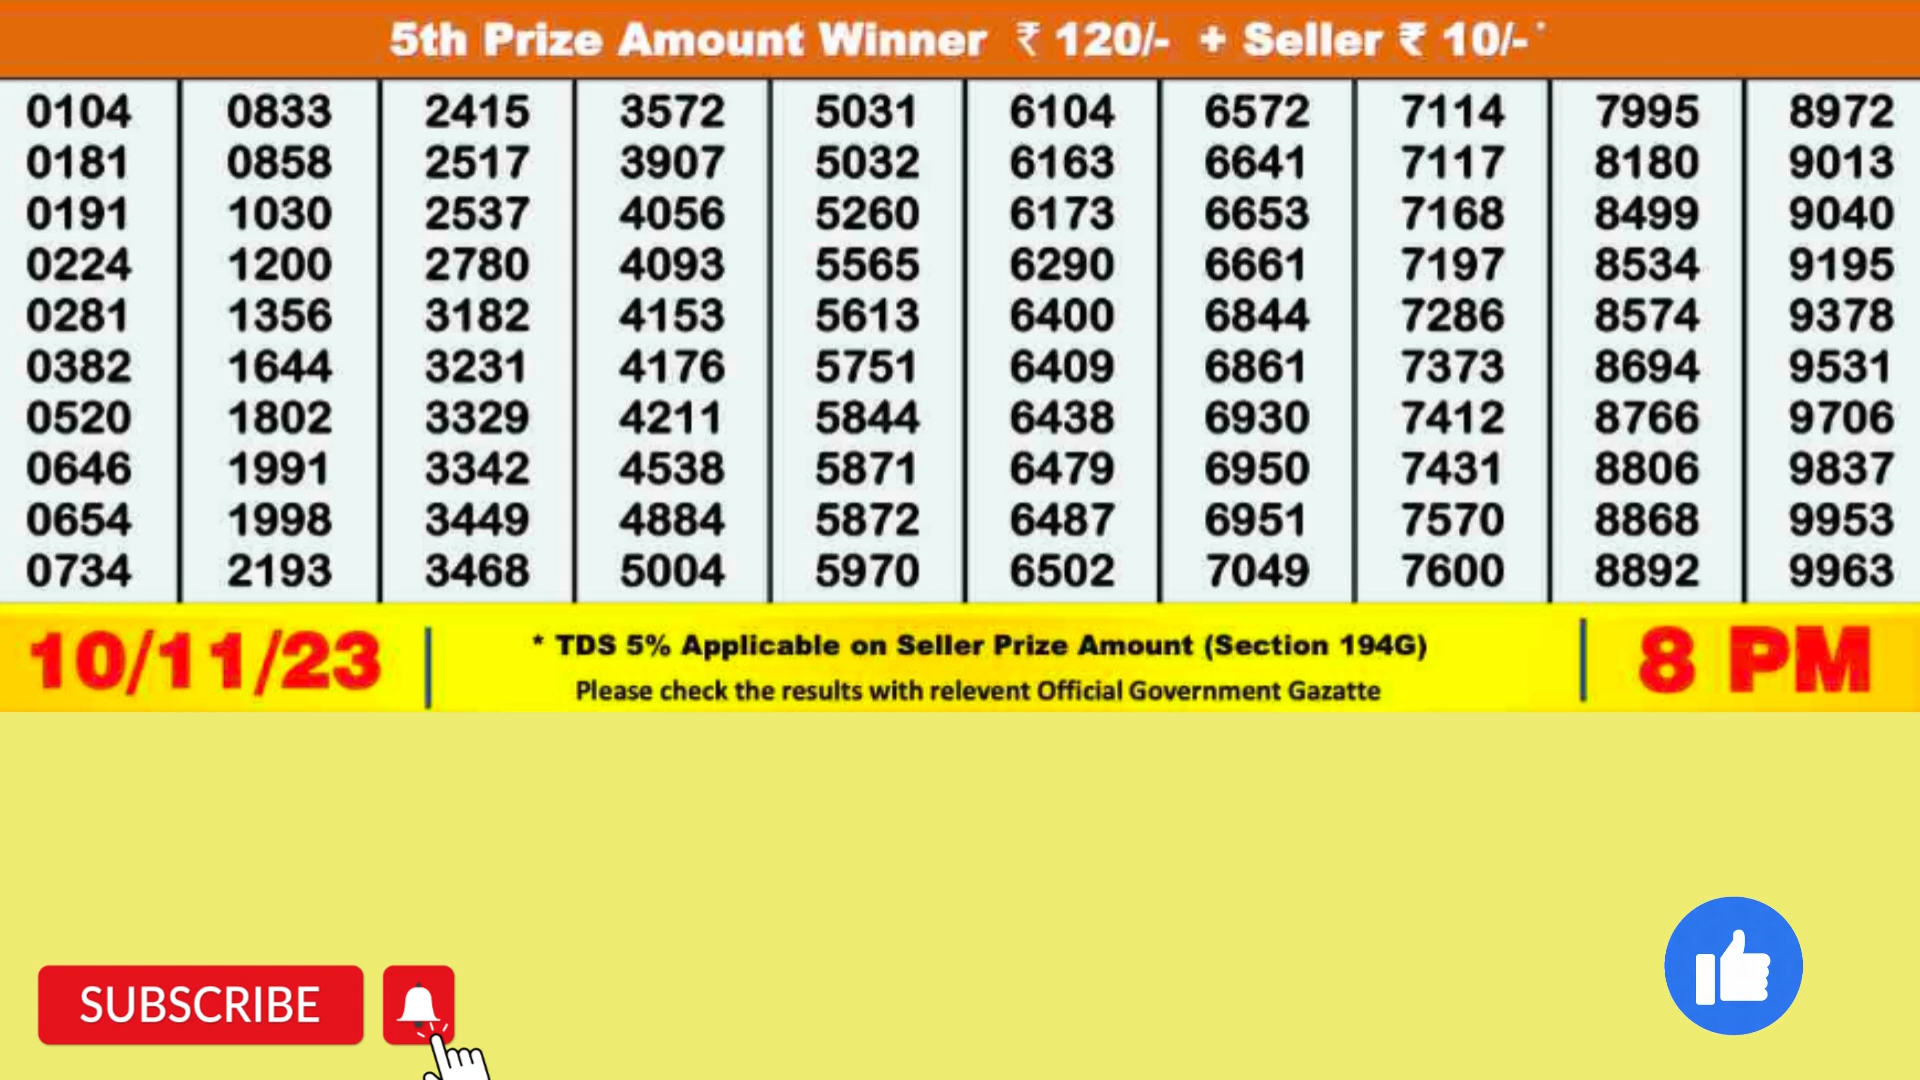 5th Prize Amount Winner ₹ 120/- + Seller ₹ 10/-*
0104 0833 2415 3572 5031 6104 6572 7114 7995 8972
0181 0858 2517 3907 5032 6163 6641 7117 8180 9013
0191 1030 2537 4056 5260 6173 6653 7168 8499 9040
0224 1200 2780 4093 5565 6290 6661 7197 8534 9195
0281 1356 3182 4153 5613 6400 6844 7286 8574 9378
0382 1644 3231 4176 5751 6409 6861 7373 8694 9531
0520 1802 3329 4211 5844 6438 6930 7412 8766 9706
0646 1991 3342 4538 5871 6479 6950 7431 8806 9837
0654 1998 3449 4884 5872 6487 6951 7570 8868 9953
0734 2193 3468 5004 5970 6502 7049 7600 8892 9963
10/11/23
* TDS 5% Applicable on Seller Prize Amount (Section 194G)
Please check the results with relevent Official Government Gazatte
8 PM
SUBSCRIBE